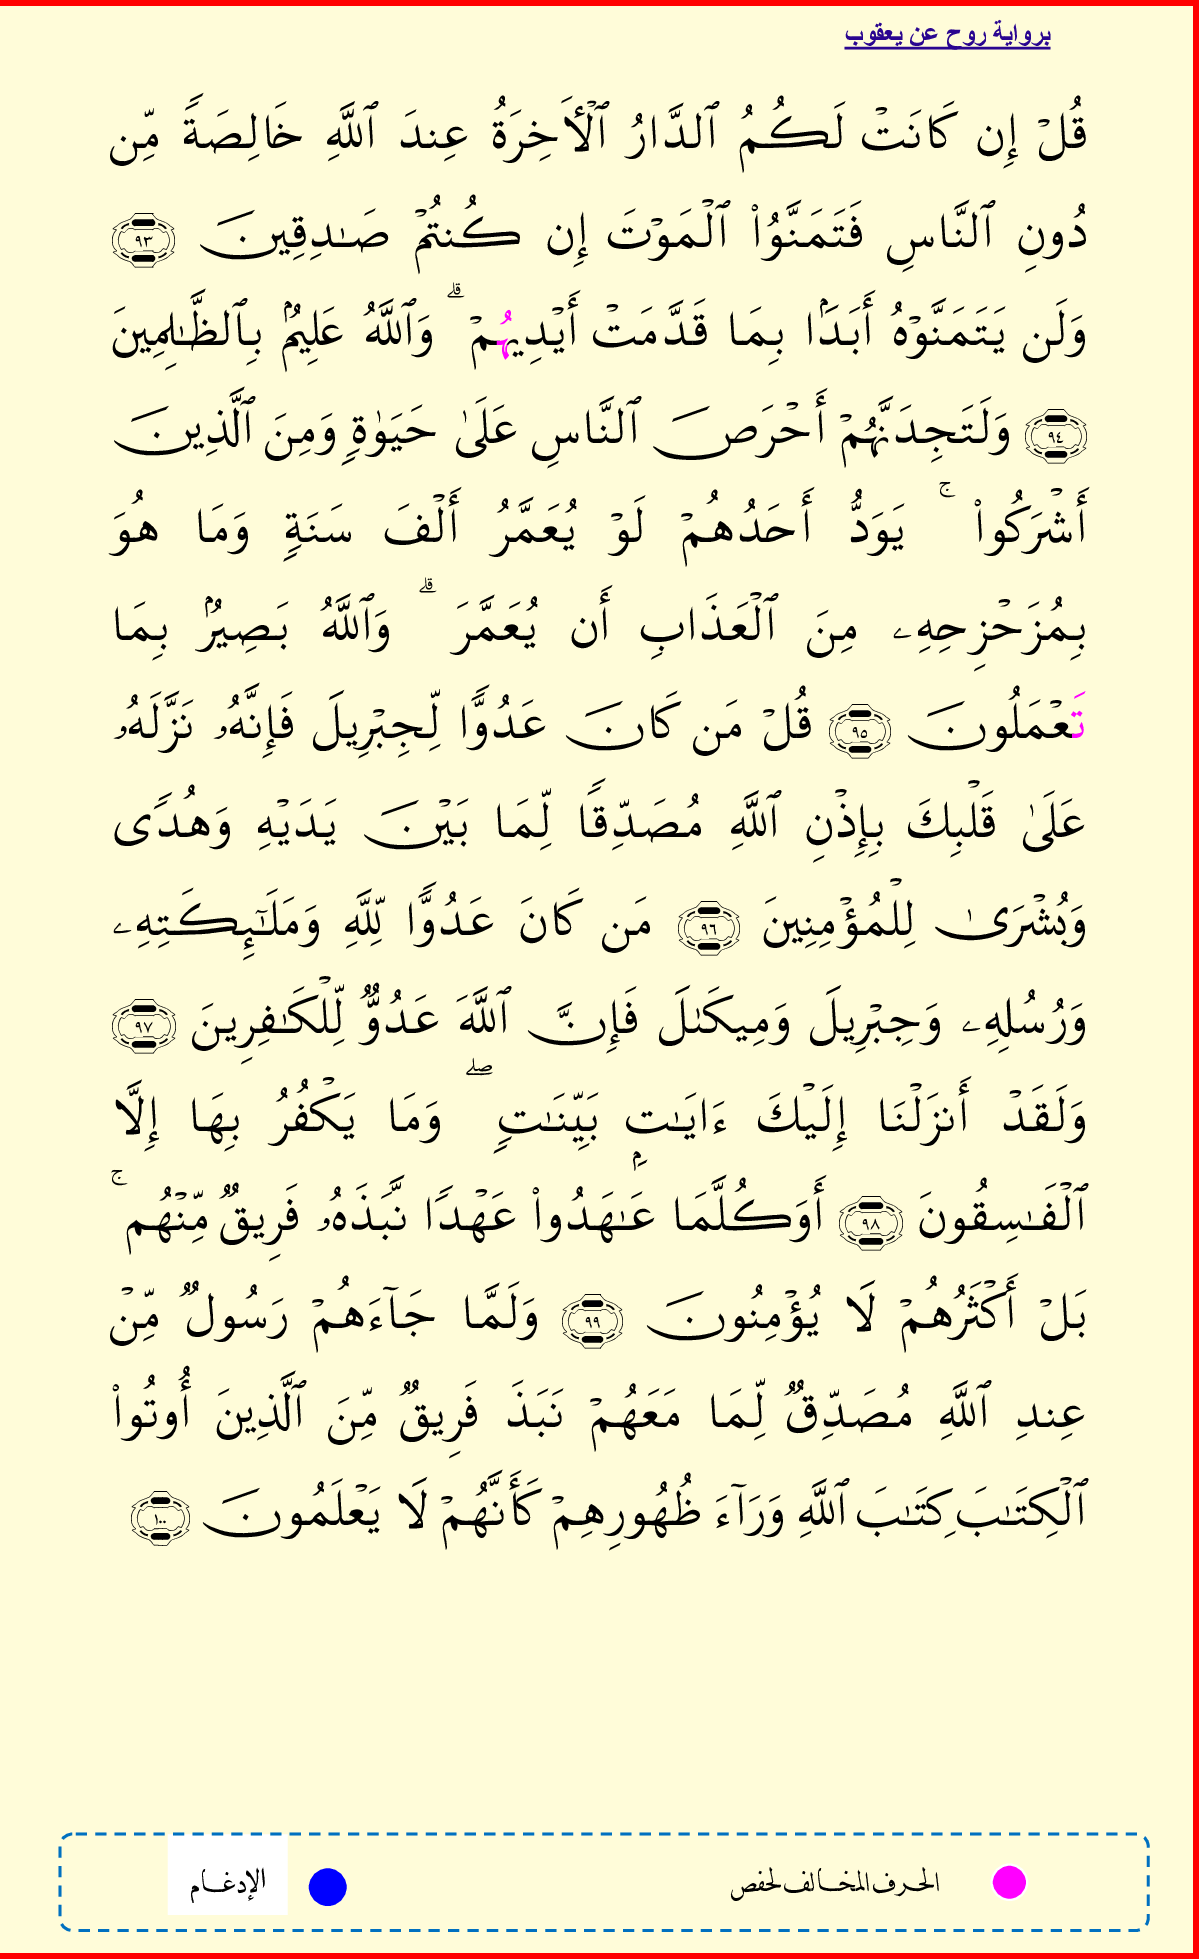 برواية روح عن يعقوب
قُلۡ إِن كَانَتۡ لَكُمُ ٱلدَّارُ ٱلۡأَخِرَةُ عِندَ ٱللَّهِ خَالِصَةً مِّن
دُونِ ٱلنَّاسِ فَتَمَنَّوُاْ ٱلۡمَوۡتَ إِن كُنتُمۡ صَٰدِقِينَ ٩٣
وَلَن يَتَمَنَّوۡهُ أَبَدَۢا بِمَا قَدَّمَتۡ أَيۡدِيهُمۡ ۗ وَٱللَّهُ عَلِيمُۢ بِٱلظَّٰلِمِينَ
٩٤ وَلَتَجِدَنَّهُمۡ أَحۡرَصَ ٱلنَّاسِ عَلَىٰ حَيَوٰةٖ وَمِنَ ٱلَّذِينَ
أَشۡرَكُواْ ۚ يَوَدُّ أَحَدُهُمۡ لَوۡ يُعَمَّرُ أَلۡفَ سَنَةٖ وَمَا هُوَ
بِمُزَحۡزِحِهِۦ مِنَ ٱلۡعَذَابِ أَن يُعَمَّرَ ۗ وَٱللَّهُ بَصِيرُۢ بِمَا
تَعۡمَلُونَ ٩٥ قُلۡ مَن كَانَ عَدُوًّا لِّجِبۡرِيلَ فَإِنَّهُۥ نَزَّلَهُۥ
عَلَىٰ قَلۡبِكَ بِإِذۡنِ ٱللَّهِ مُصَدِّقًا لِّمَا بَيۡنَ يَدَيۡهِ وَهُدًى
وَبُشۡرَىٰ لِلۡمُؤۡمِنِينَ ٩٦ مَن كَانَ عَدُوًّا لِّلَّهِ وَمَلَٰٓئِكَتِهِۦ
وَرُسُلِهِۦ وَجِبۡرِيلَ وَمِيكَىٰلَ فَإِنَّ ٱللَّهَ عَدُوٌّ لِّلۡكَٰفِرِينَ ٩٧
وَلَقَدۡ أَنزَلۡنَآ إِلَيۡكَ ءَايَٰتِۭ بَيِّنَٰتٖ ۖ وَمَا يَكۡفُرُ بِهَا إِلَّا
ٱلۡفَٰسِقُونَ ٩٨ أَوَكُلَّمَا عَٰهَدُواْ عَهۡدًا نَّبَذَهُۥ فَرِيقٌ مِّنۡهُم ۚ
بَلۡ أَكۡثَرُهُمۡ لَا يُؤۡمِنُونَ ٩٩ وَلَمَّا جَآءَهُمۡ رَسُولٌ مِّنۡ
عِندِ ٱللَّهِ مُصَدِّقٌ لِّمَا مَعَهُمۡ نَبَذَ فَرِيقٌ مِّنَ ٱلَّذِينَ أُوتُواْ
ٱلۡكِتَٰبَ كِتَٰبَ ٱللَّهِ وَرَآءَ ظُهُورِهِمۡ كَأَنَّهُمۡ لَا يَعۡلَمُونَ ١٠٠
الحرف المخالف لحفص
الإدغام